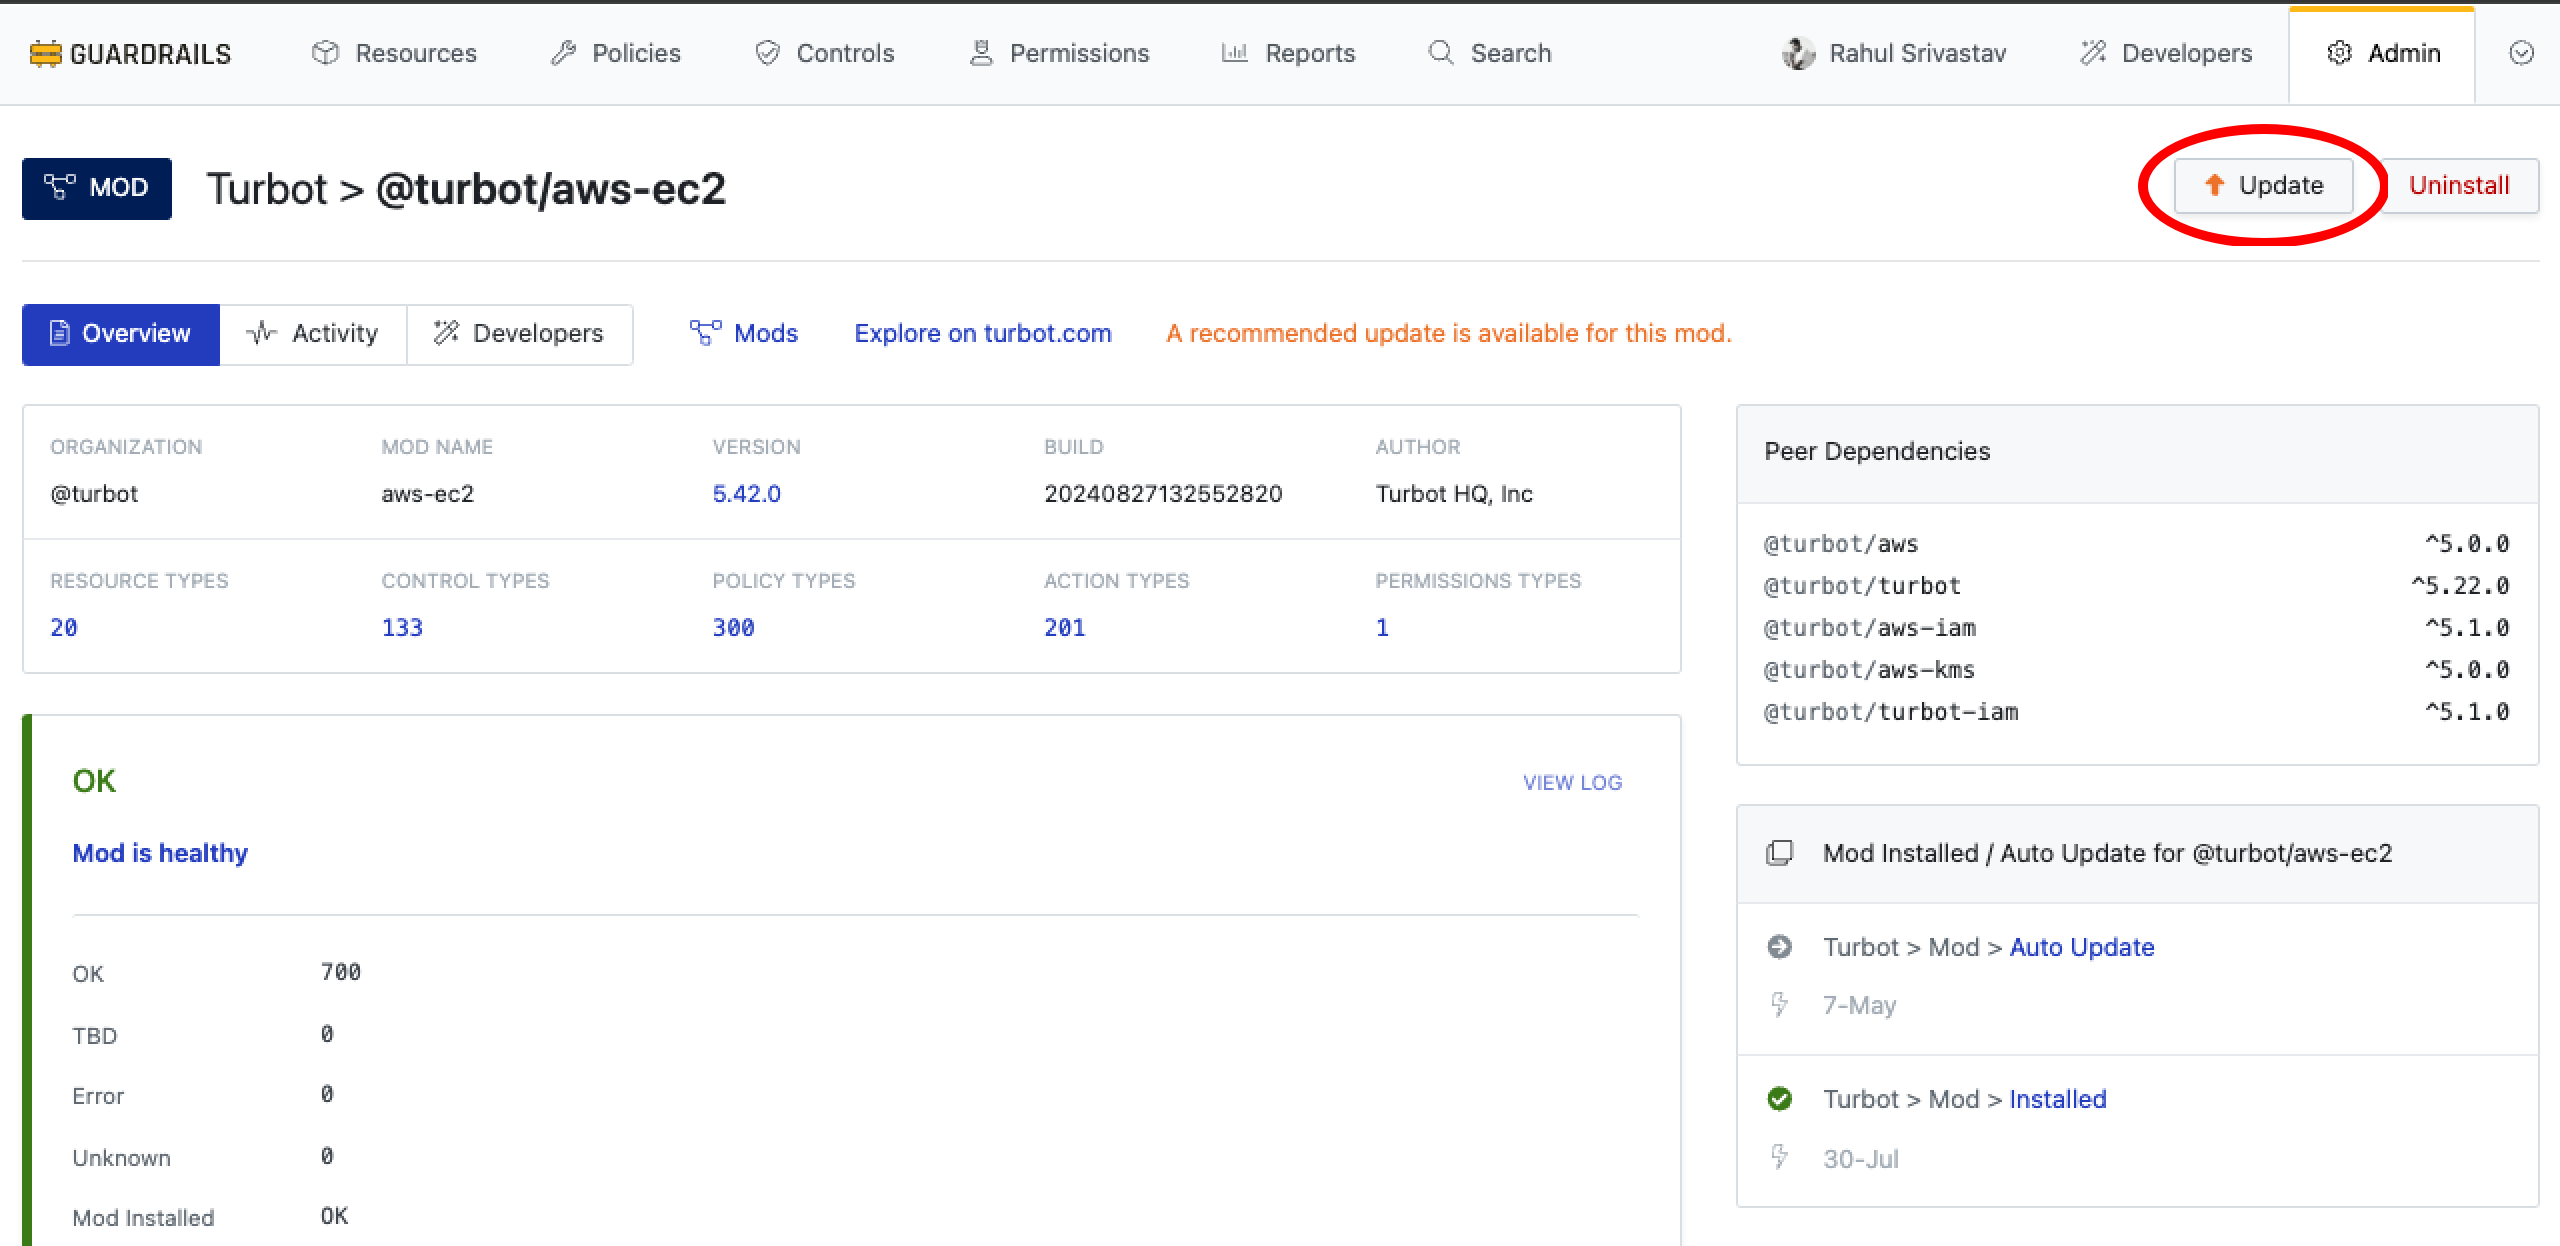 GUARDRAILS Resources Policies Controls Permissions Reports Search Rahul Srivastav Developers Admin
MOD Turbot > @turbot/aws-ec2 Update Uninstall
Overview Activity Developers Mods Explore on turbot.com A recommended update is available for this mod.
ORGANIZATION MOD NAME VERSION BUILD AUTHOR
@turbot aws-ec2 5.42.0 20240827132552820 Turbot HQ, Inc
RESOURCE TYPES CONTROL TYPES POLICY TYPES ACTION TYPES PERMISSIONS TYPES
20 133 300 201 1
OK VIEW LOG
Mod is healthy
OK 700
TBD 0
Error 0
Unknown 0
Mod Installed OK
Peer Dependencies
@turbot/aws ^5.0.0
@turbot/turbot ^5.22.0
@turbot/aws-iam ^5.1.0
@turbot/aws-kms ^5.0.0
@turbot/turbot-iam ^5.1.0
Mod Installed / Auto Update for @turbot/aws-ec2
Turbot > Mod > Auto Update
7-May
Turbot > Mod > Installed
30-Jul